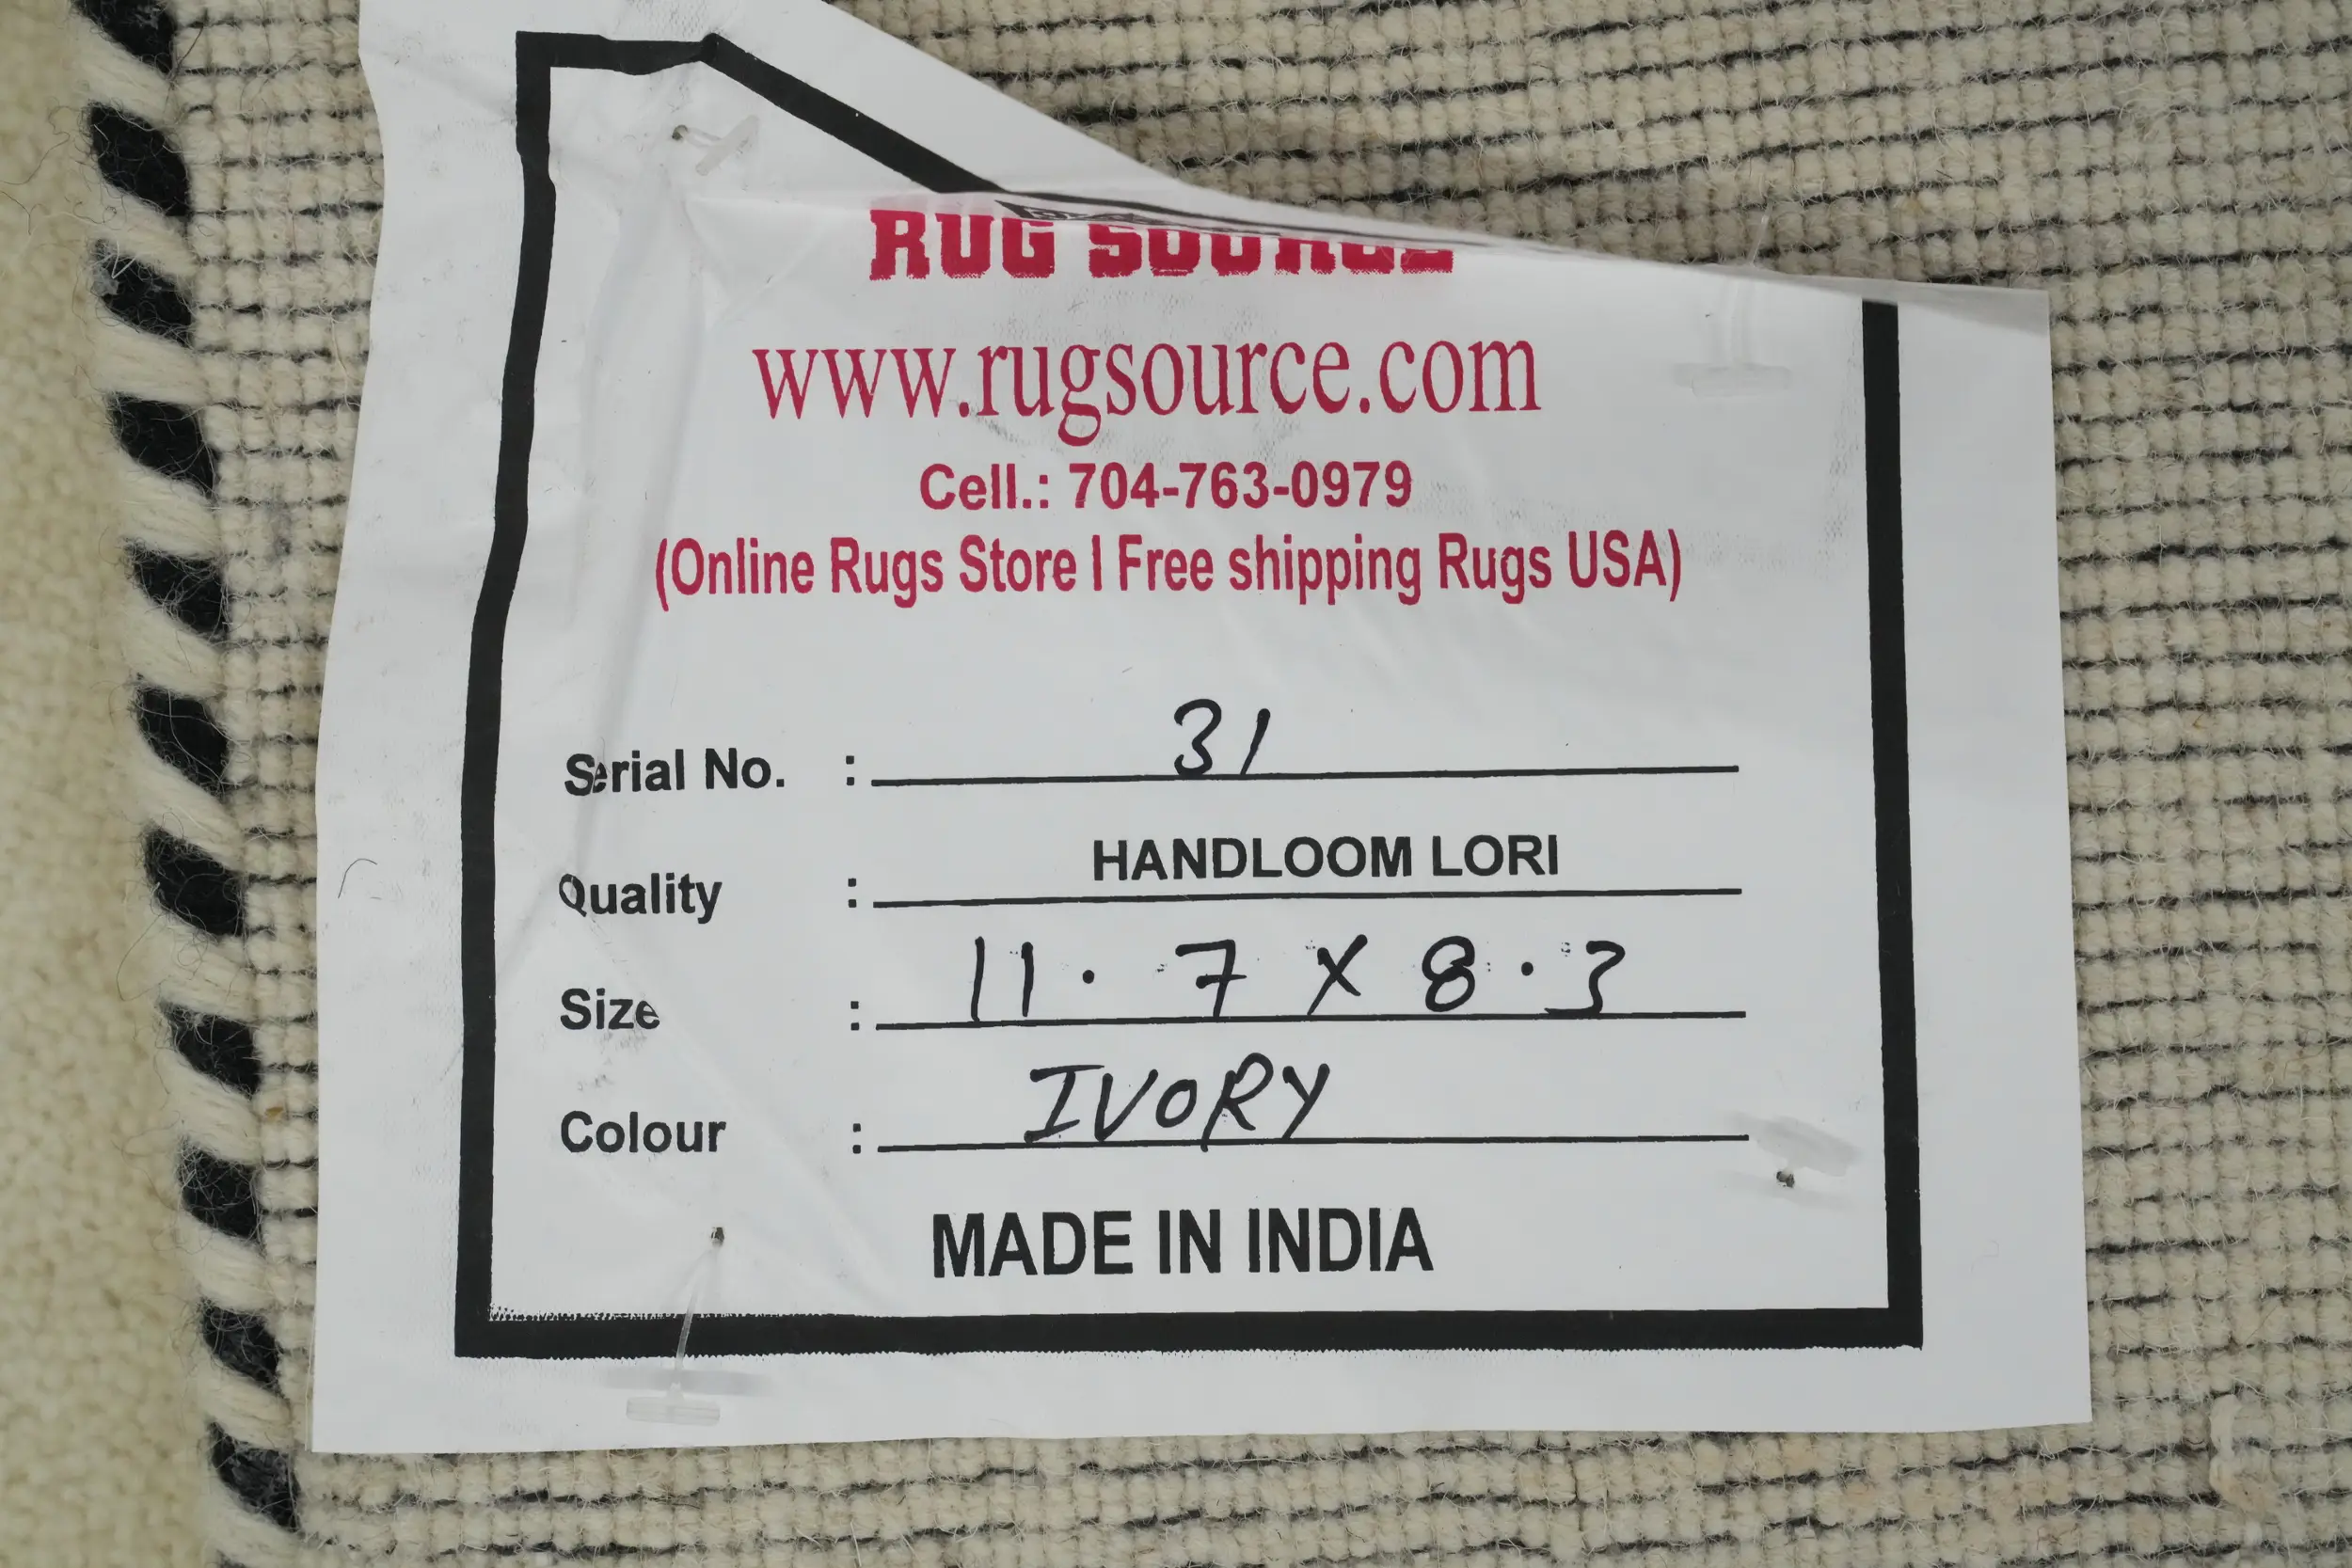 RUG SOURCE
www.rugsource.com
Cell.: 704-763-0979
(Online Rugs Store I Free shipping Rugs USA)
Serial No. : 31
Quality : HANDLOOM LORI
Size : 11. 7 X 8.3
Colour : IVORY
MADE IN INDIA